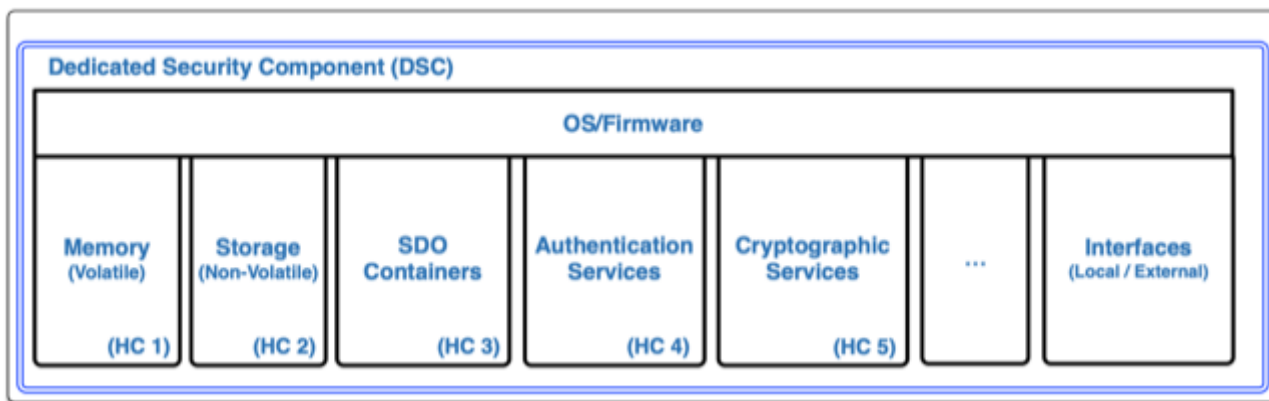 Dedicated Security Component (DSC)
OS/Firmware
Memory
(Volatile)
(HC 1)
Storage
(Non-Volatile)
(HC 2)
SDO
Containers
(HC 3)
Authentication
Services
(HC 4)
Cryptographic
Services
(HC 5)
...
Interfaces
(Local / External)